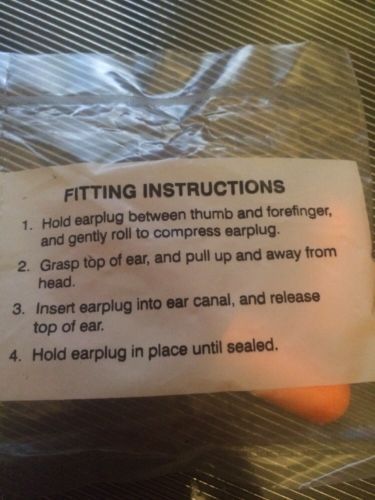 FITTING INSTRUCTIONS
1. Hold earplug between thumb and forefinger,
and gently roll to compress earplug.
2. Grasp top of ear, and pull up and away from
head.
3. Insert earplug into ear canal, and release
top of ear.
4. Hold earplug in place until sealed.